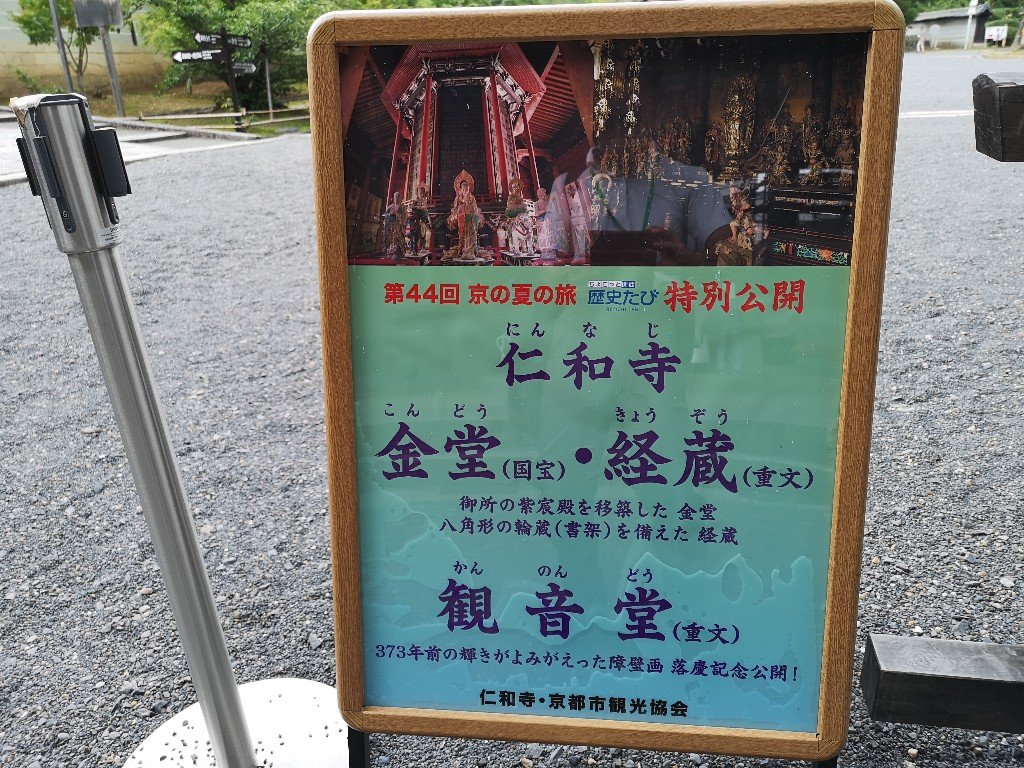 第44回 京の夏の旅 歴史たび 特別公開
にん な じ
仁和寺
こん どう きょう ぞう
金堂(国宝)・経蔵(重文)
御所の紫宸殿を移築した 金堂
八角形の輪蔵(書架)を備えた 経蔵
かん のん どう
観音堂(重文)
373年前の輝きがよみがえった障壁画 落慶記念公開!
仁和寺・京都市観光協会